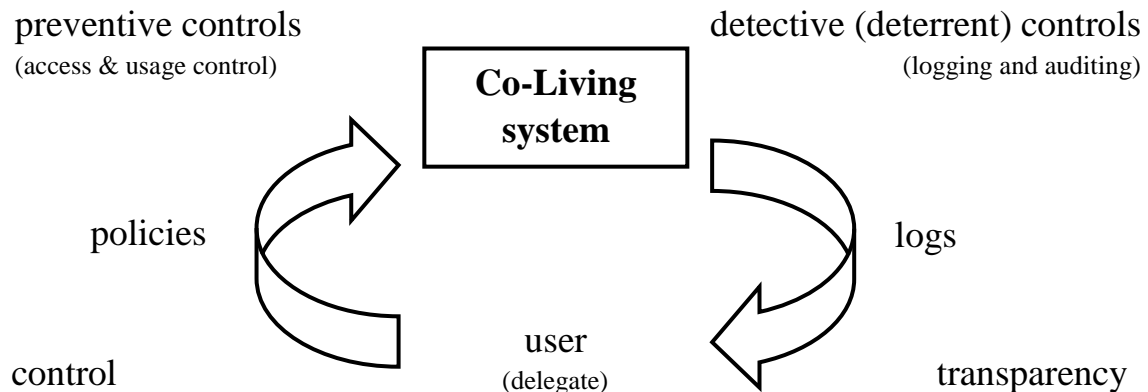 preventive controls
(access & usage control)
detective (deterrent) controls
(logging and auditing)
Co-Living
system
policies
logs
user
(delegate)
control
transparency